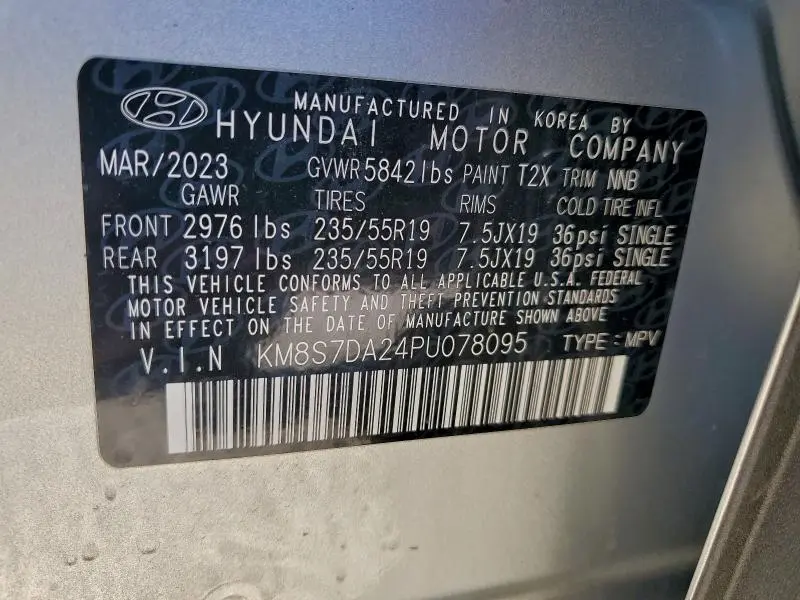 MANUFACTURED IN KOREA BY
HYUNDAI MOTOR COMPANY
MAR/2023 GVWR 5842lbs PAINT T2X TRIM NNB
GAWR TIRES RIMS COLD TIRE INFL
FRONT 2976 lbs 235/55R19 7.5JX19 36psi SINGLE
REAR 3197 lbs 235/55R19 7.5JX19 36psi SINGLE
THIS VEHICLE CONFORMS TO ALL APPLICABLE U.S.A. FEDERAL
MOTOR VEHICLE SAFETY AND THEFT PREVENTION STANDARDS
IN EFFECT ON THE DATE OF MANUFACTURE SHOWN ABOVE
V.I.N KM8S7DA24PU078095 TYPE : MPV